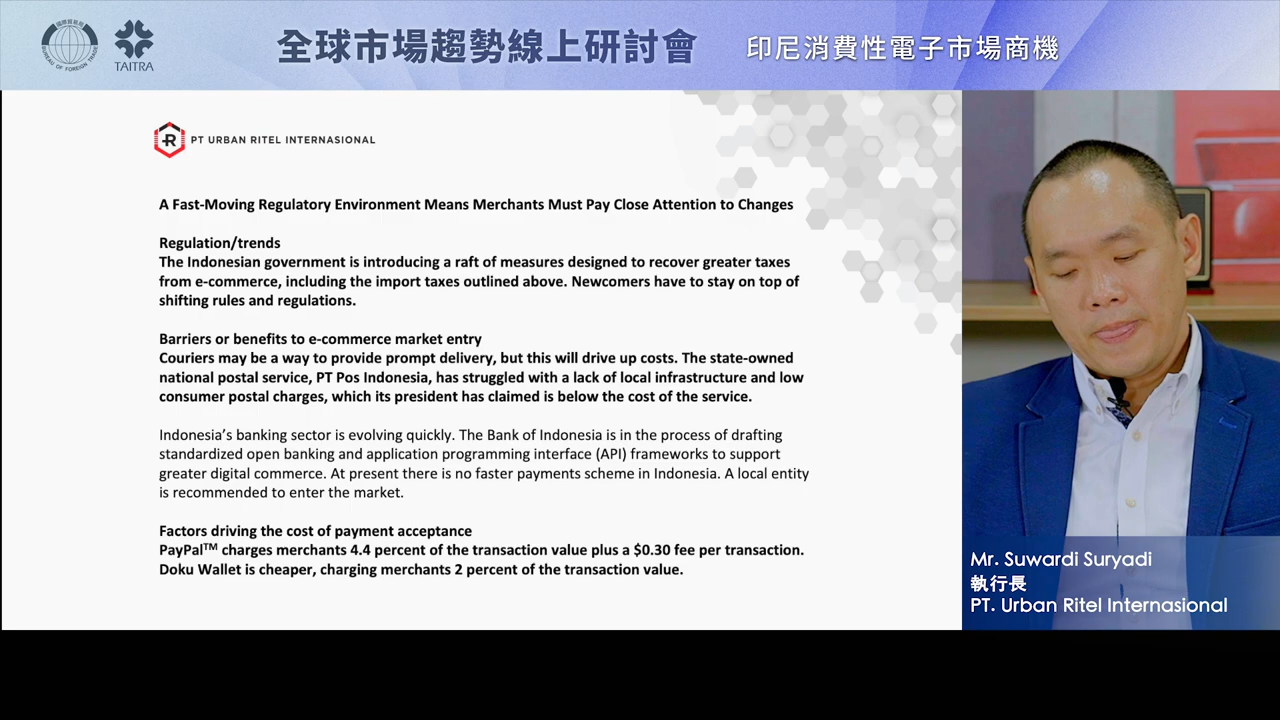 國際貿易局
BUREAU OF FOREIGN TRADE
TAITRA
全球市場趨勢線上研討會
印尼消費性電子市場商機
R PT URBAN RITEL INTERNASIONAL
A Fast-Moving Regulatory Environment Means Merchants Must Pay Close Attention to Changes
Regulation/trends
The Indonesian government is introducing a raft of measures designed to recover greater taxes
from e-commerce, including the import taxes outlined above. Newcomers have to stay on top of
shifting rules and regulations.
Barriers or benefits to e-commerce market entry
Couriers may be a way to provide prompt delivery, but this will drive up costs. The state-owned
national postal service, PT Pos Indonesia, has struggled with a lack of local infrastructure and low
consumer postal charges, which its president has claimed is below the cost of the service.
Indonesia’s banking sector is evolving quickly. The Bank of Indonesia is in the process of drafting
standardized open banking and application programming interface (API) frameworks to support
greater digital commerce. At present there is no faster payments scheme in Indonesia. A local entity
is recommended to enter the market.
Factors driving the cost of payment acceptance
PayPal™ charges merchants 4.4 percent of the transaction value plus a $0.30 fee per transaction.
Doku Wallet is cheaper, charging merchants 2 percent of the transaction value.
Mr. Suwardi Suryadi
執行長
PT. Urban Ritel Internasional